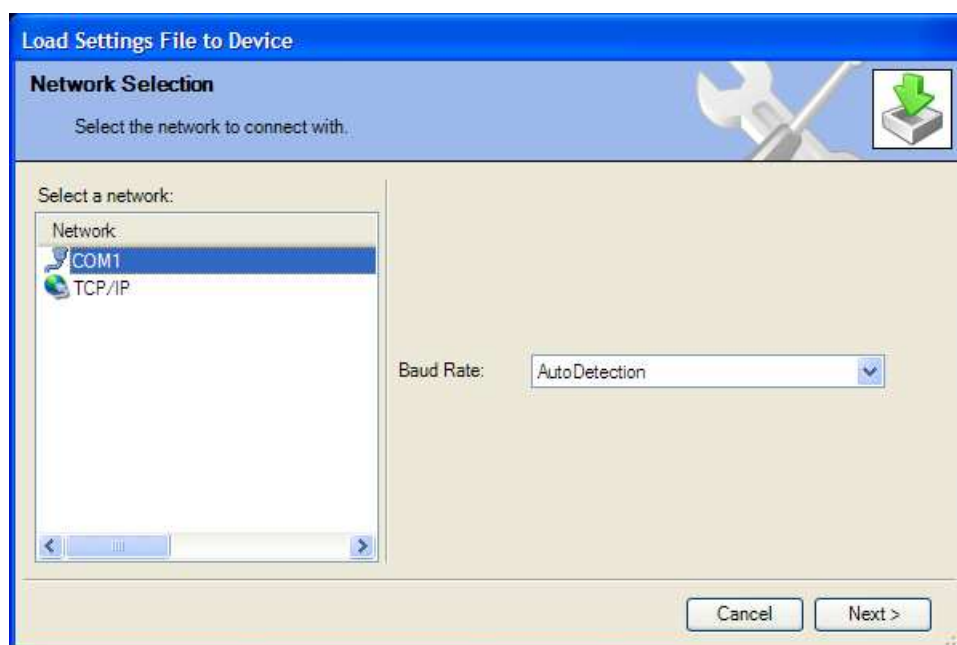 Load Settings File to Device
Network Selection
Select the network to connect with.
Select a network:
Network
COM1
TCP/IP
Baud Rate: AutoDetection
Cancel Next >